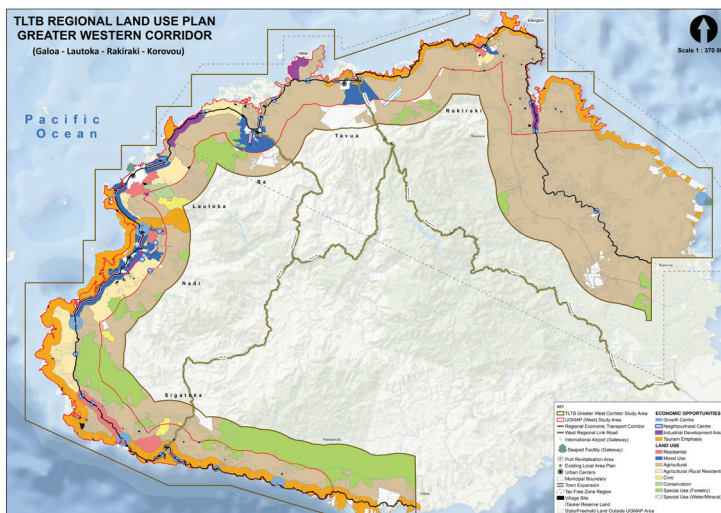 TLTB REGIONAL LAND USE PLAN
GREATER WESTERN CORRIDOR
(Galoa - Lautoka - Rakiraki - Korovou)
Ellington
Scale 1 : 370 00
Vatia
Pacific
Ocean
Rakiraki
Tavua
Ba
Lautoka
Nadi
Sigatoka
KEY
TLTB Greater West Corridor Study Area
UGMAP (West) Study Area
Regional Economic Transport Corridor
West Regional Link Road
International Airport (Gateway)
Seaport Facility (Gateway)
Port Revitalisation Area
Existing Local Area Plan
Urban Centers
Municipal Boundary
Town Expansion
Tax Free Zone Region
Village Site
iTaukei Reserve Land
State/Freehold Land Outside UGMAP Area
ECONOMIC OPPORTUNITIES
Growth Centre
Neighbourhood Centre
Industrial Development Area
Tourism Emphasis
LAND USE
Residential
Mixed Use
Agricultural
Agricultural (Rural Resident
Civic
Conservation
Special Use (Forestry)
Special Use (Water/Mineral)